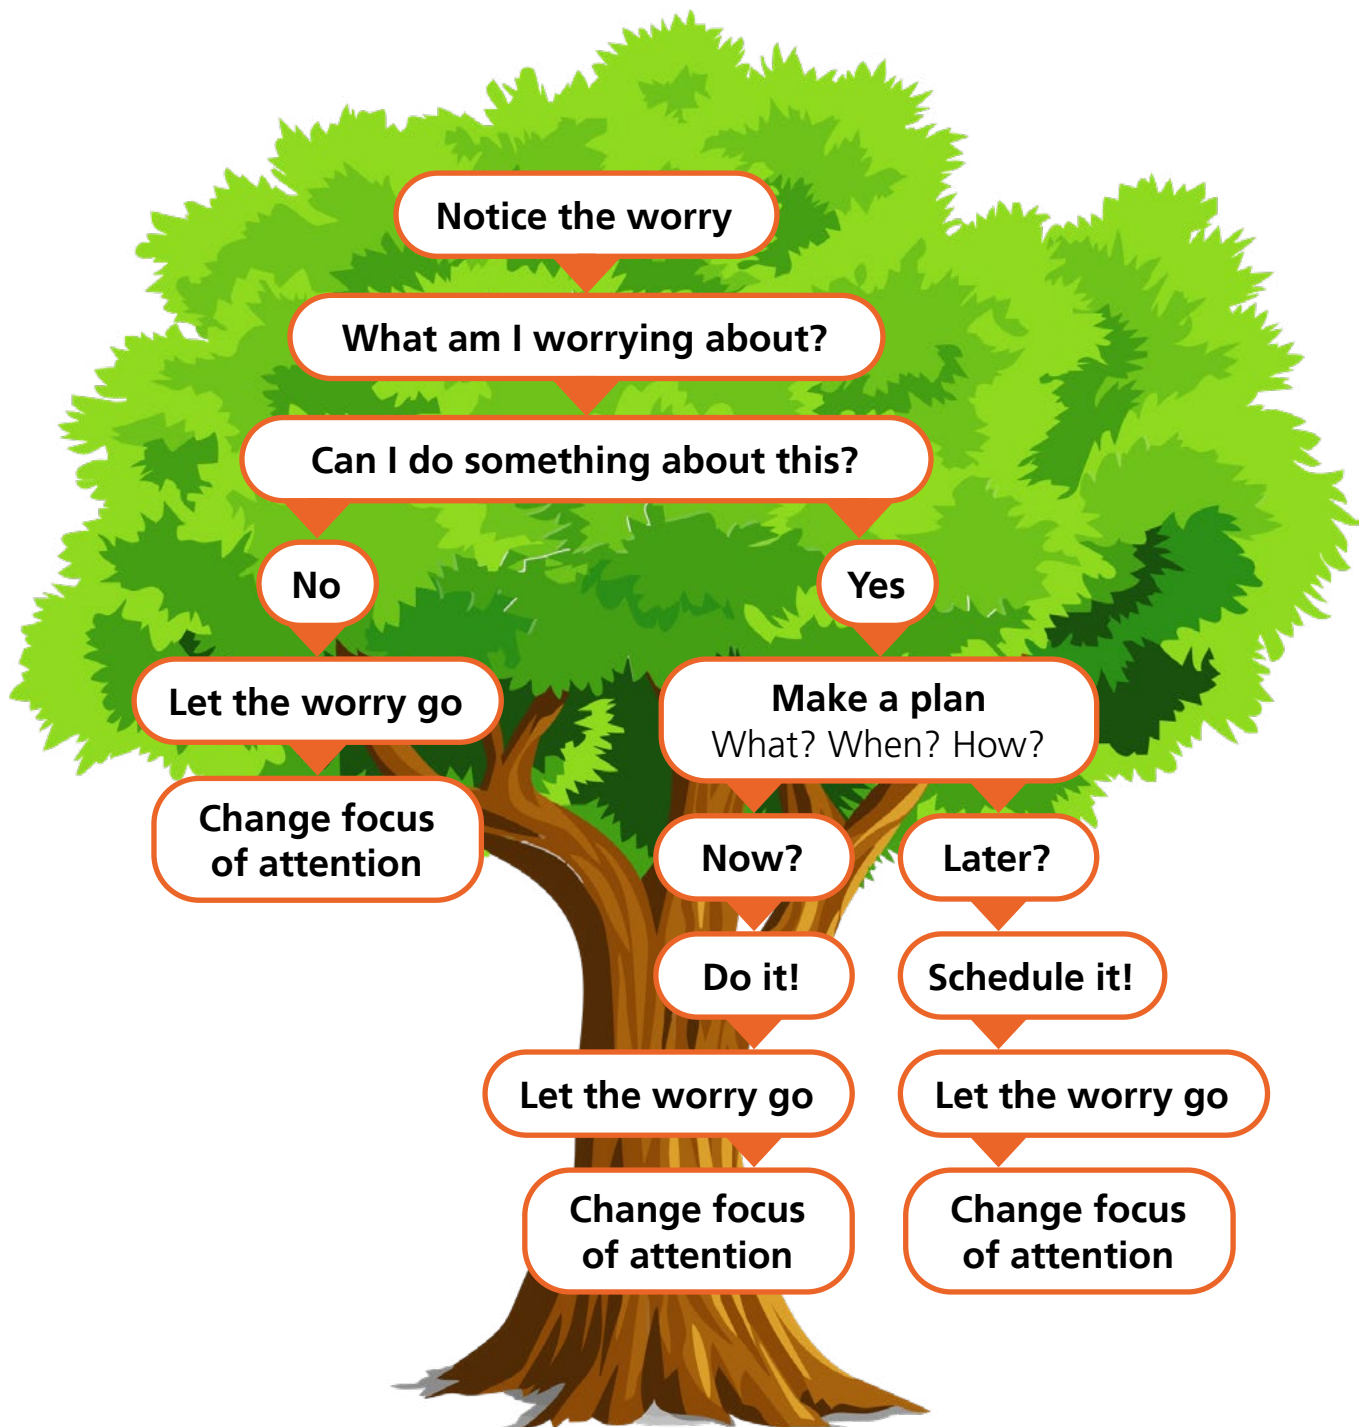 Notice the worry
What am I worrying about?
Can I do something about this?
No
Yes
Let the worry go
Make a plan
What? When? How?
Change focus
of attention
Now?
Later?
Do it!
Schedule it!
Let the worry go
Let the worry go
Change focus
of attention
Change focus
of attention